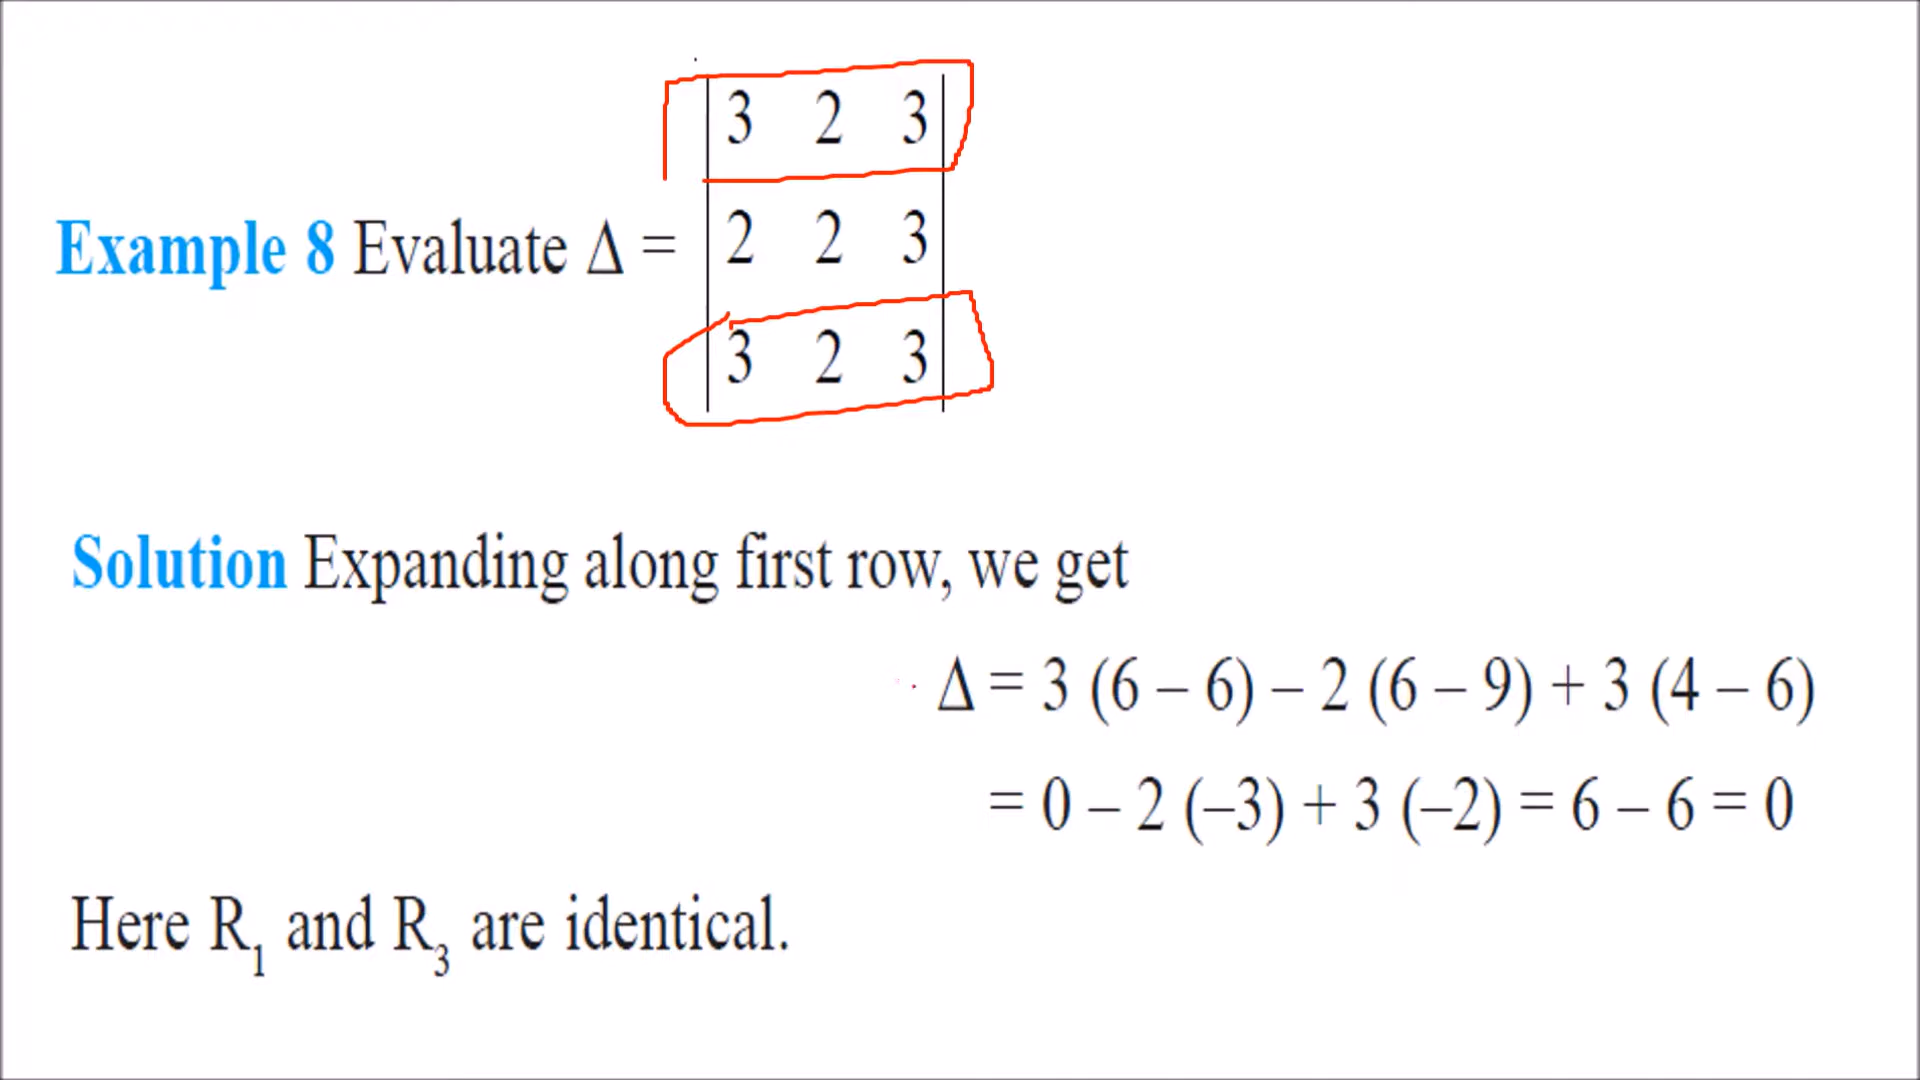 3 2 3
Example 8 Evaluate Δ = 2 2 3
3 2 3
Solution Expanding along first row, we get
Δ = 3 (6 – 6) – 2 (6 – 9) + 3 (4 – 6)
= 0 – 2 (–3) + 3 (–2) = 6 – 6 = 0
Here R₁ and R₃ are identical.